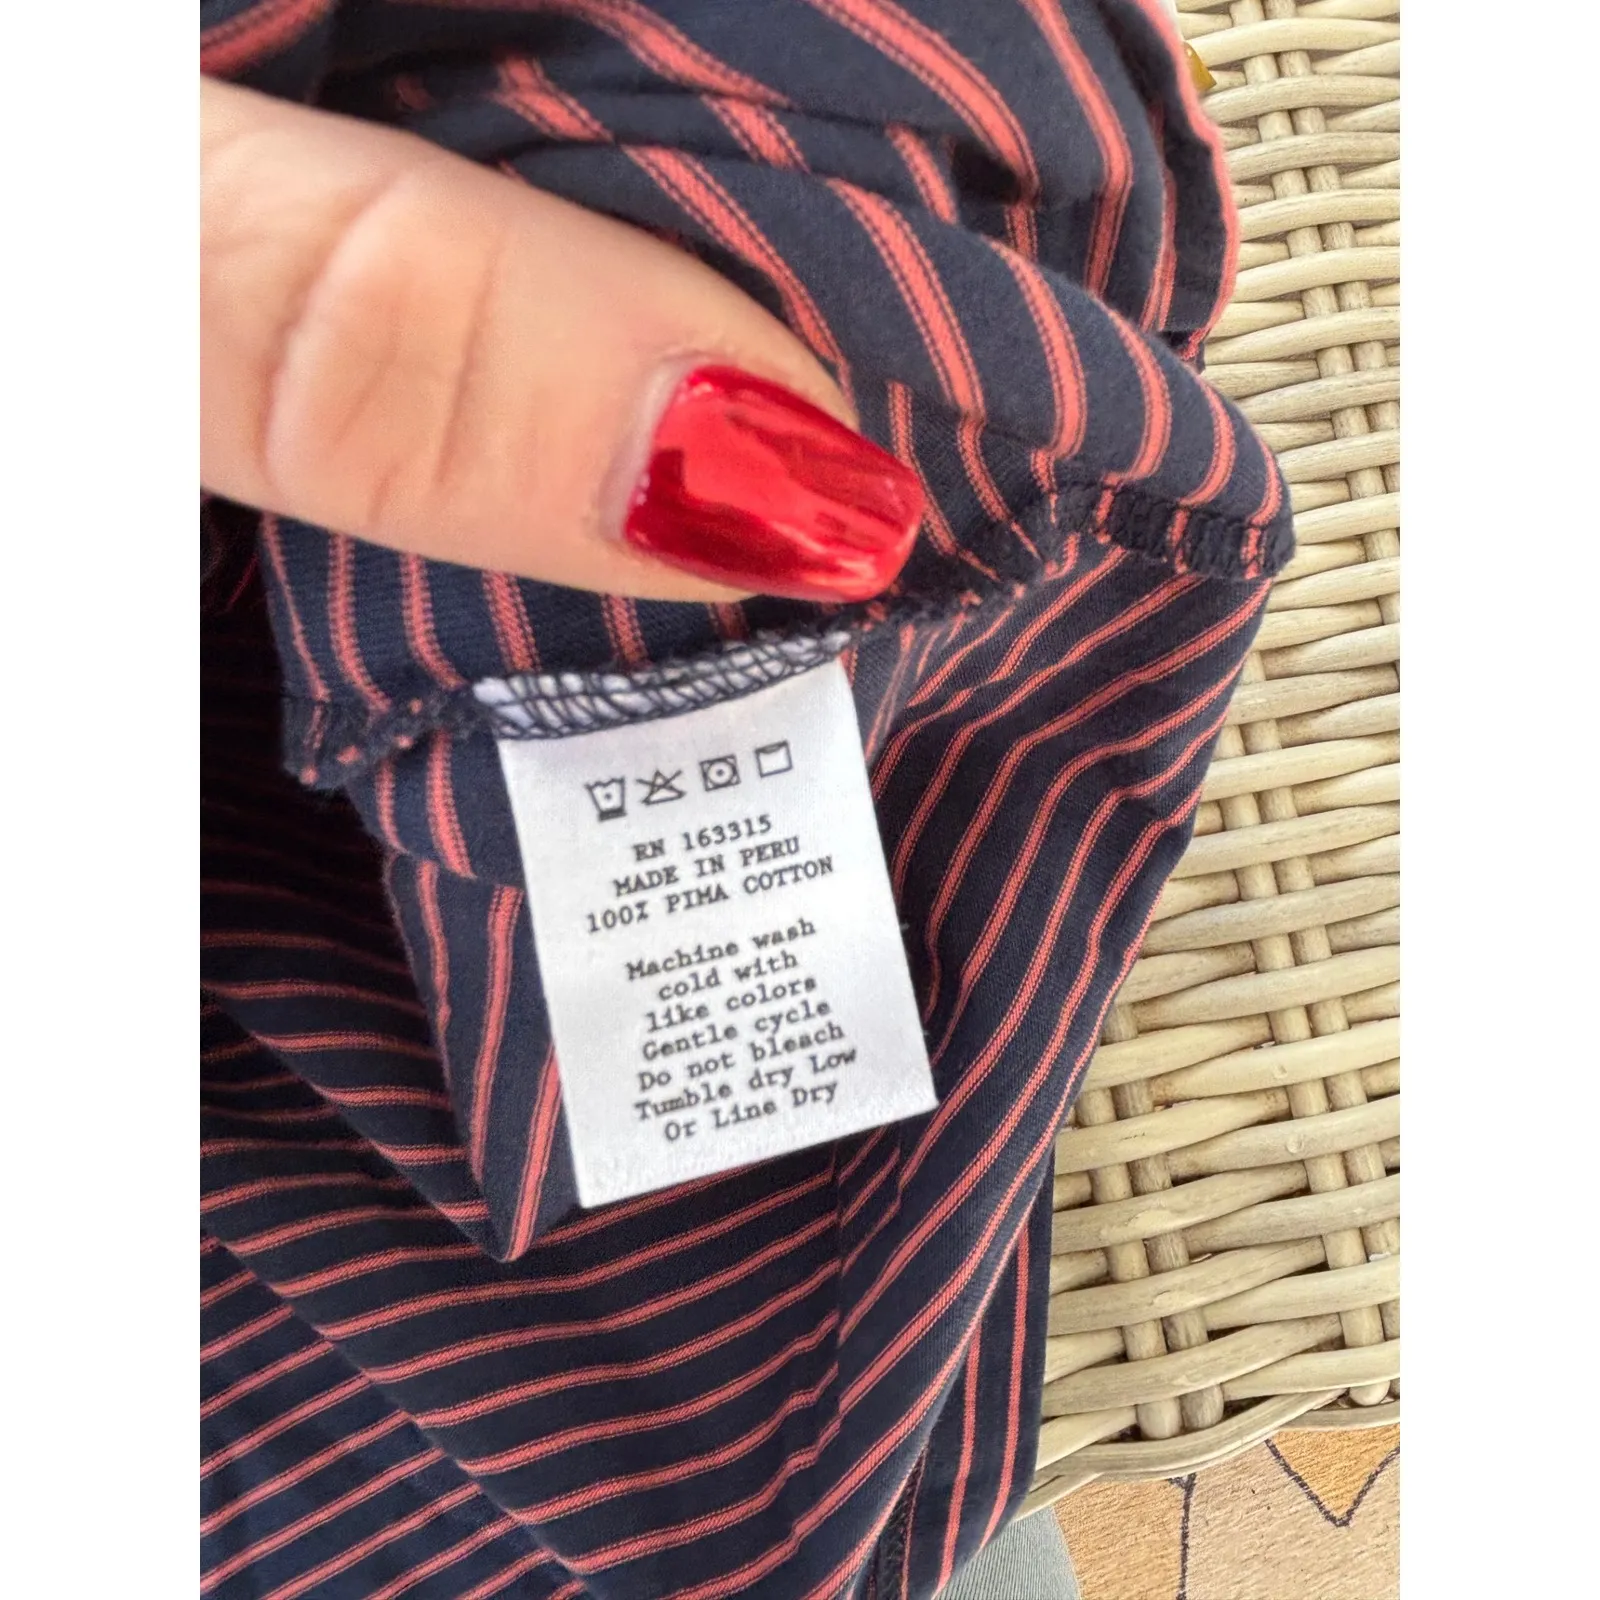 RN 163315
MADE IN PERU
100% PIMA COTTON
Machine wash
cold with
like colors
Gentle cycle
Do not bleach
Tumble dry Low
Or Line Dry